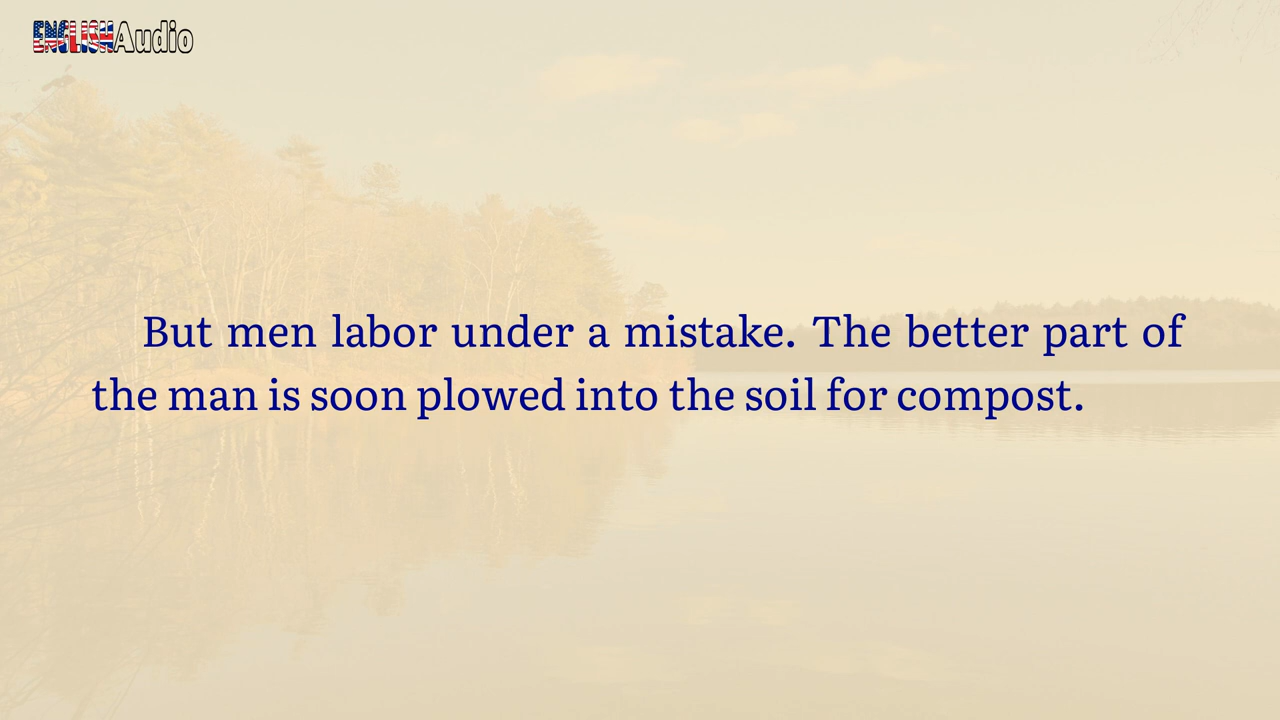 ENGLISHAudio
But men labor under a mistake. The better part of
the man is soon plowed into the soil for compost.